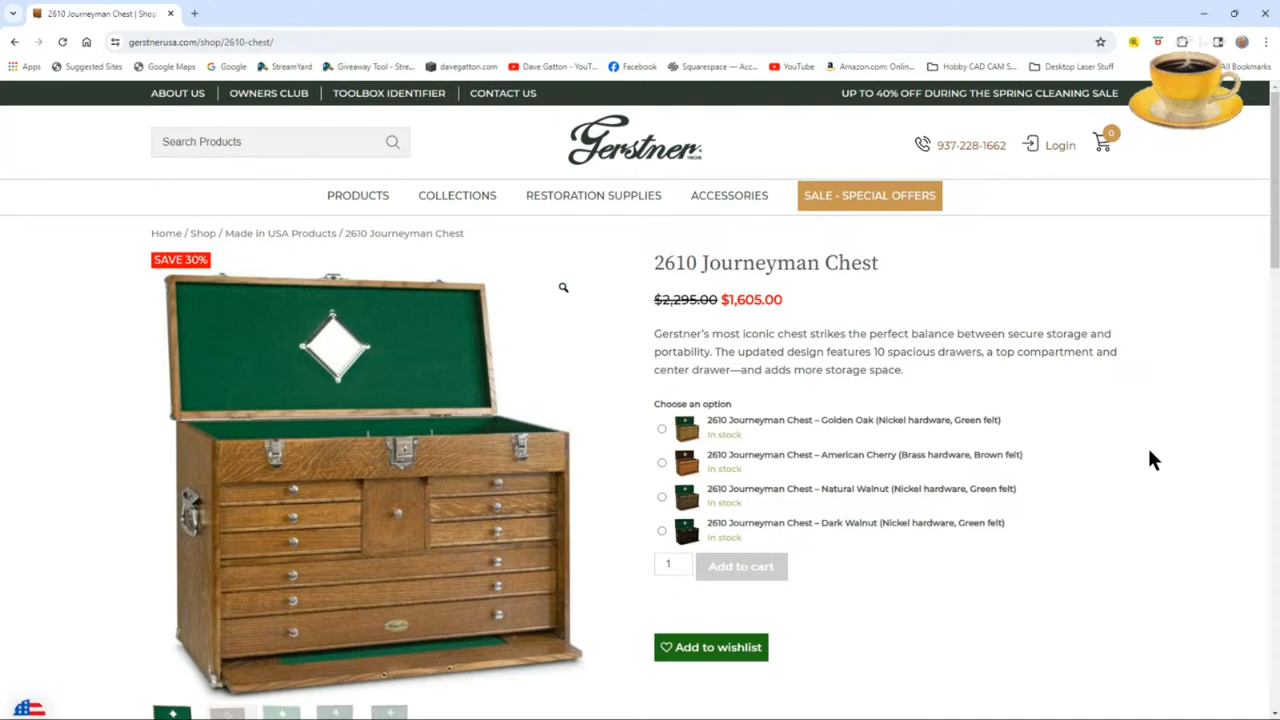 2610 Journeyman Chest | Shop
gerstnerusa.com/shop/2610-chest/
Apps Suggested Sites Google Maps Google StreamYard Giveaway Tool - Stre... davegatton.com Dave Gatton - YouT... Facebook Squarespace — Acc... YouTube Amazon.com: Onlin... Hobby CAD CAM S... Desktop Laser Stuff All Bookmarks
ABOUT US OWNERS CLUB TOOLBOX IDENTIFIER CONTACT US UP TO 40% OFF DURING THE SPRING CLEANING SALE
Search Products Gerstner 937-228-1662 Login 0
PRODUCTS COLLECTIONS RESTORATION SUPPLIES ACCESSORIES SALE - SPECIAL OFFERS
Home / Shop / Made in USA Products / 2610 Journeyman Chest
SAVE 30%
2610 Journeyman Chest
$2,295.00 $1,605.00
Gerstner's most iconic chest strikes the perfect balance between secure storage and
portability. The updated design features 10 spacious drawers, a top compartment and
center drawer—and adds more storage space.
Choose an option
2610 Journeyman Chest – Golden Oak (Nickel hardware, Green felt)
In stock
2610 Journeyman Chest – American Cherry (Brass hardware, Brown felt)
In stock
2610 Journeyman Chest – Natural Walnut (Nickel hardware, Green felt)
In stock
2610 Journeyman Chest – Dark Walnut (Nickel hardware, Green felt)
In stock
1 Add to cart
Add to wishlist